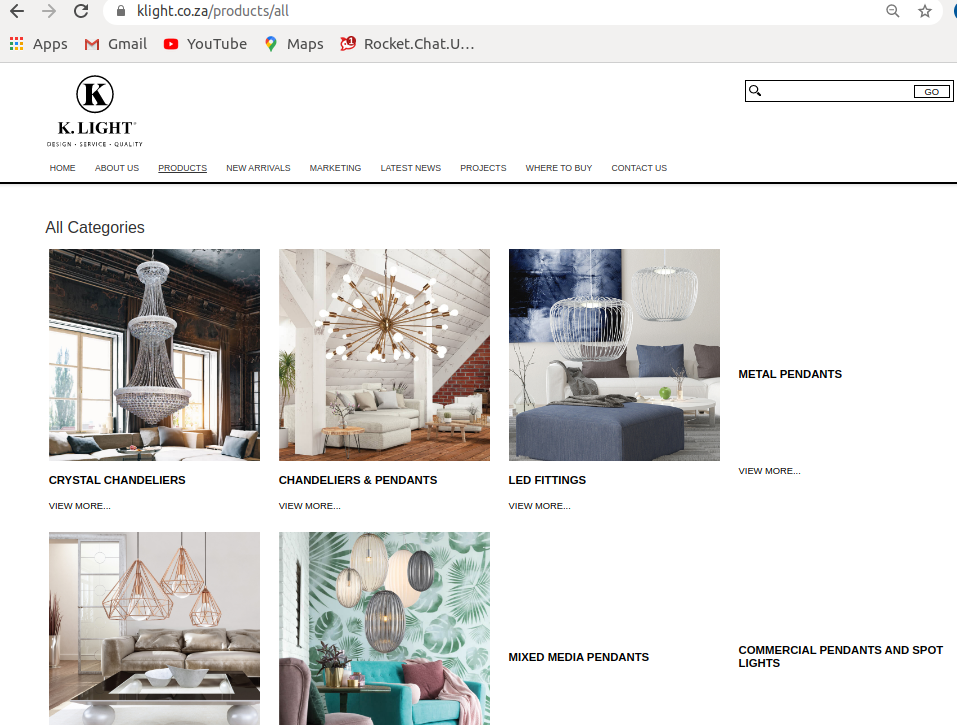 klight.co.za/products/all
Apps Gmail YouTube Maps 1 Rocket.Chat.U...
K
K. LIGHT
DESIGN • SERVICE • QUALITY
GO
HOME ABOUT US PRODUCTS NEW ARRIVALS MARKETING LATEST NEWS PROJECTS WHERE TO BUY CONTACT US
All Categories
METAL PENDANTS
VIEW MORE...
CRYSTAL CHANDELIERS CHANDELIERS & PENDANTS LED FITTINGS
VIEW MORE... VIEW MORE... VIEW MORE...
MIXED MEDIA PENDANTS
COMMERCIAL PENDANTS AND SPOT
LIGHTS